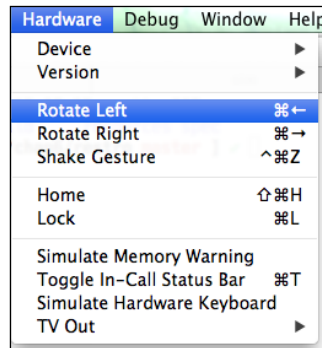 Hardware Debug Window Help
Device ▶
Version ▶
Rotate Left ⌘←
Rotate Right ⌘→
Shake Gesture ^⌘Z
Home ⇧⌘H
Lock ⌘L
Simulate Memory Warning
Toggle In-Call Status Bar ⌘T
Simulate Hardware Keyboard
TV Out ▶